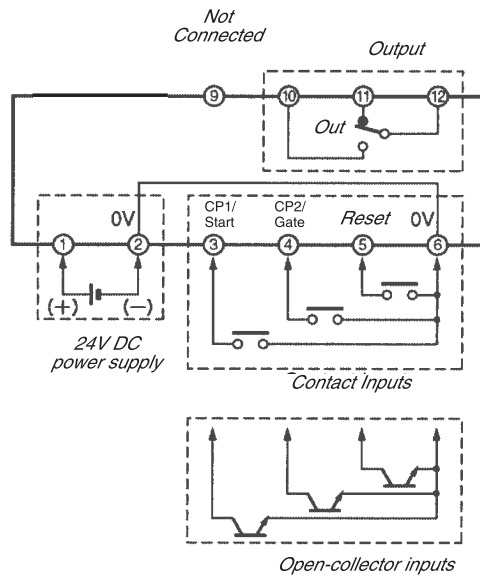 Not
Connected
Output
9
10
11
12
Out
0V
CP1/
Start
CP2/
Gate
Reset
0V
1
2
3
4
5
6
(+)
(−)
24V DC
power supply
Contact Inputs
Open-collector inputs